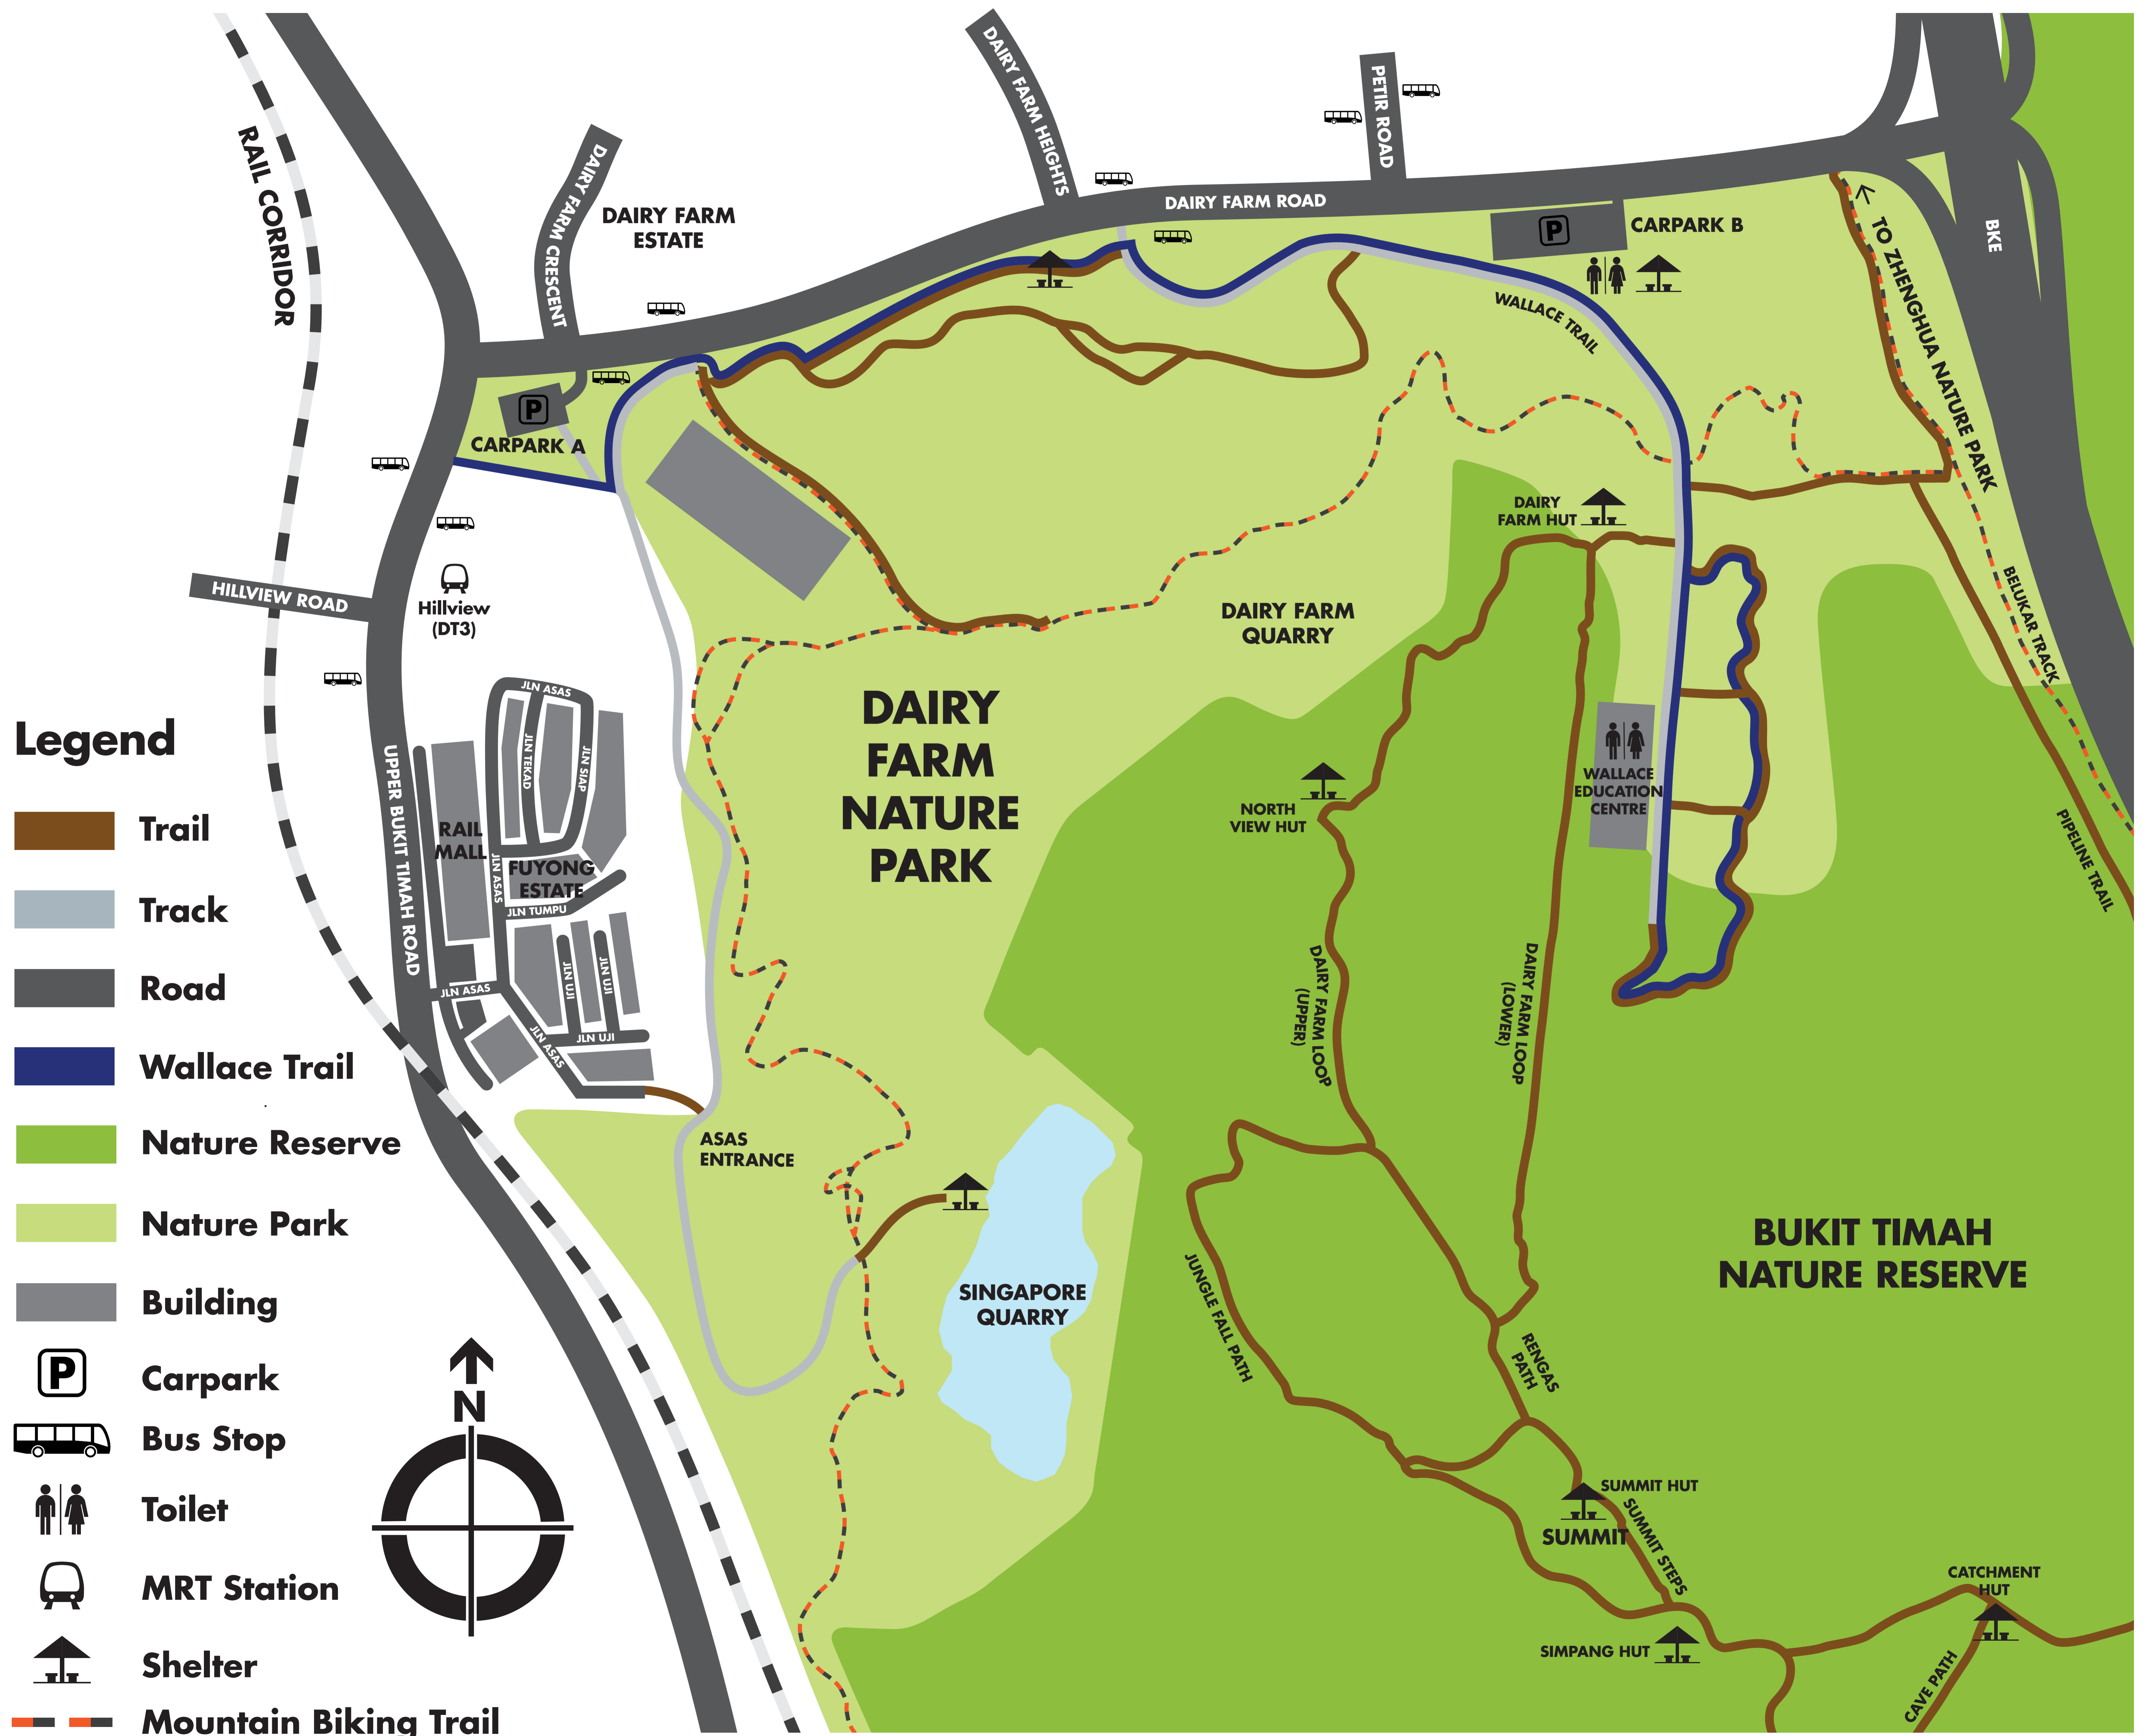 RAIL CORRIDOR
DAIRY FARM CRESCENT
DAIRY FARM
ESTATE
DAIRY FARM HEIGHTS
PETIR ROAD
DAIRY FARM ROAD
P
CARPARK B
WALLACE TRAIL
TO ZHENGHUA NATURE PARK
BKE
P
CARPARK A
HILLVIEW ROAD
Hillview
(DT3)
DAIRY
FARM HUT
DAIRY FARM
QUARRY
BELUKAR TRACK
PIPELINE TRAIL
DAIRY
FARM
NATURE
PARK
NORTH
VIEW HUT
WALLACE
EDUCATION
CENTRE
UPPER BUKIT TIMAH ROAD
JLN ASAS
JLN TEKAD
JLN SIAP
RAIL
MALL
JLN ASAS
FUYONG
ESTATE
JLN TUMPU
JLN UJI
JLN UJI
JLN ASAS
JLN ASAS
JLN UJI
ASAS
ENTRANCE
DAIRY FARM LOOP
(UPPER)
DAIRY FARM LOOP
(LOWER)
SINGAPORE
QUARRY
JUNGLE FALL PATH
RENGAS
PATH
BUKIT TIMAH
NATURE RESERVE
SUMMIT HUT
SUMMIT
SUMMIT STEPS
SIMPANG HUT
CATCHMENT
HUT
CAVE PATH
Legend
Trail
Track
Road
Wallace Trail
Nature Reserve
Nature Park
Building
P
Carpark
Bus Stop
Toilet
MRT Station
Shelter
Mountain Biking Trail
N